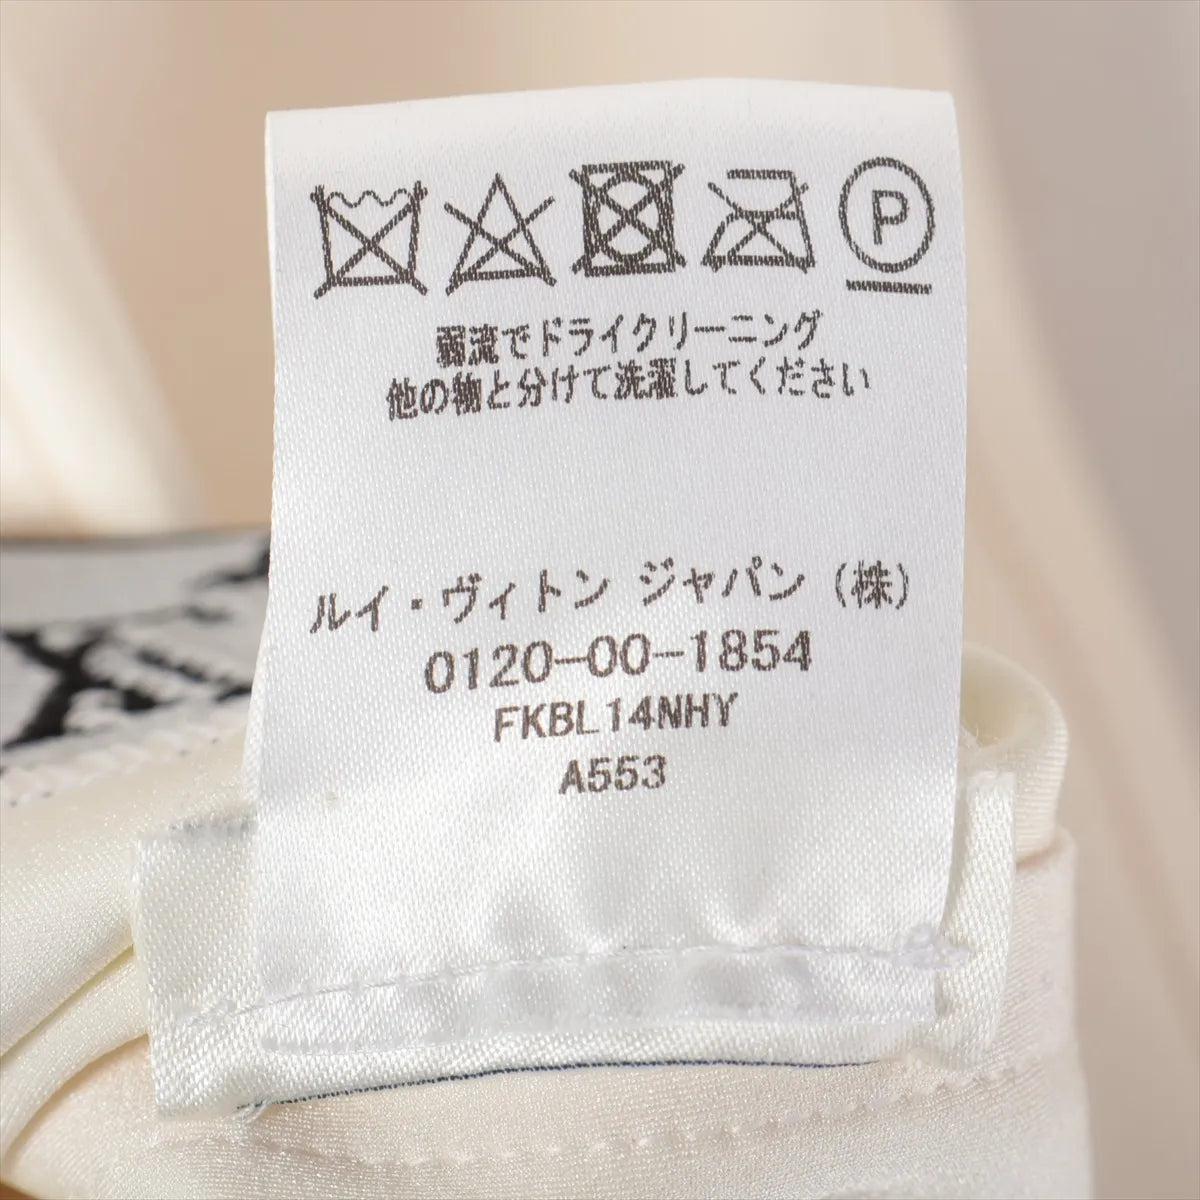 P
弱流でドライクリーニング
他の物と分けて洗濯してください
ルイ・ヴィトン ジャパン (株)
0120-00-1854
FKBL14NHY
A553